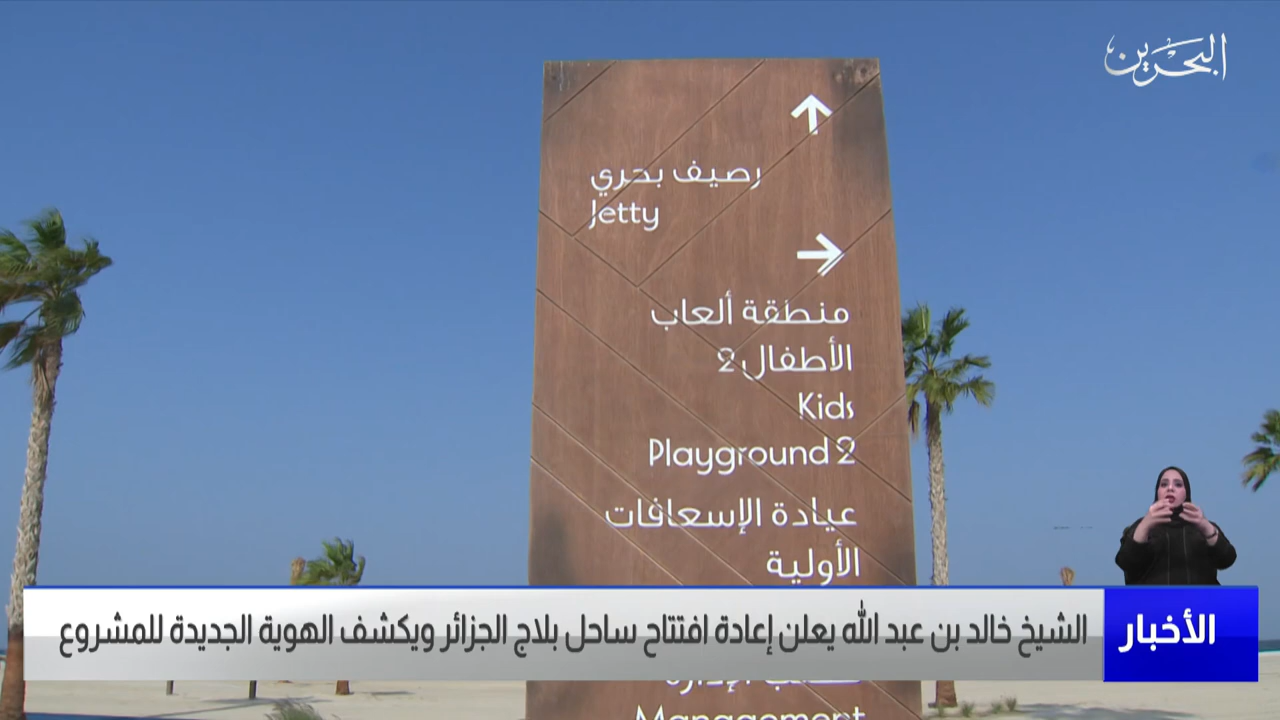 البحرين
رصيف بحري
Jetty
منطقة ألعاب
الأطفال 2
Kids
Playground 2
عيادة الإسعافات
الأولية
الأخبار
الشيخ خالد بن عبد الله يعلن إعادة افتتاح ساحل بلاج الجزائر ويكشف الهوية الجديدة للمشروع
Management